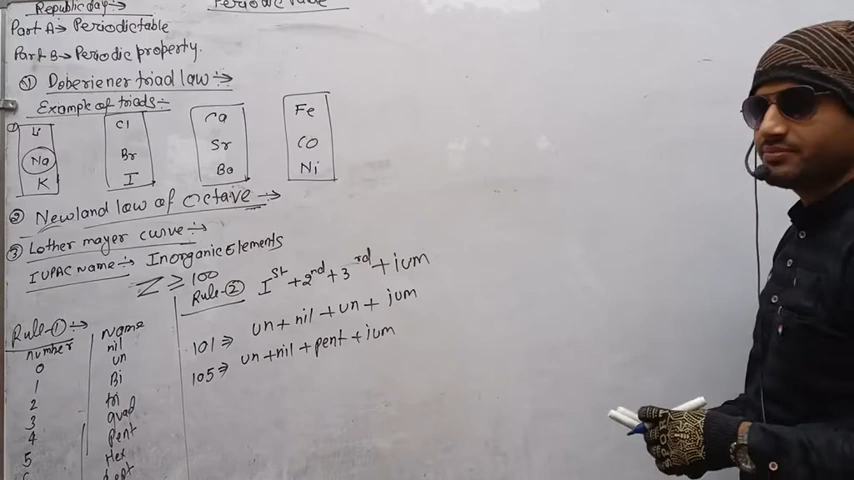 Republic day →
Periodic Table
Part A → Periodic table
Part B → Periodic property.
① Doberiener triad law :→
Example of triads :-
① Li Na K
Cl Br I
Ca Sr Ba
Fe CO Ni
② Newland law of Octave :→
③ Lother mayer curve :→
IUPAC Name :→ Inorganic Elements
Z ≥ 100
Rule-② Ist + 2nd + 3rd + ium
101 ⇒ un + nil + un + ium
105 ⇒ un + nil + pent + ium
Rule-① :→
number Name
0 nil
1 un
2 Bi
3 tri
4 quad
5 pent
Hex